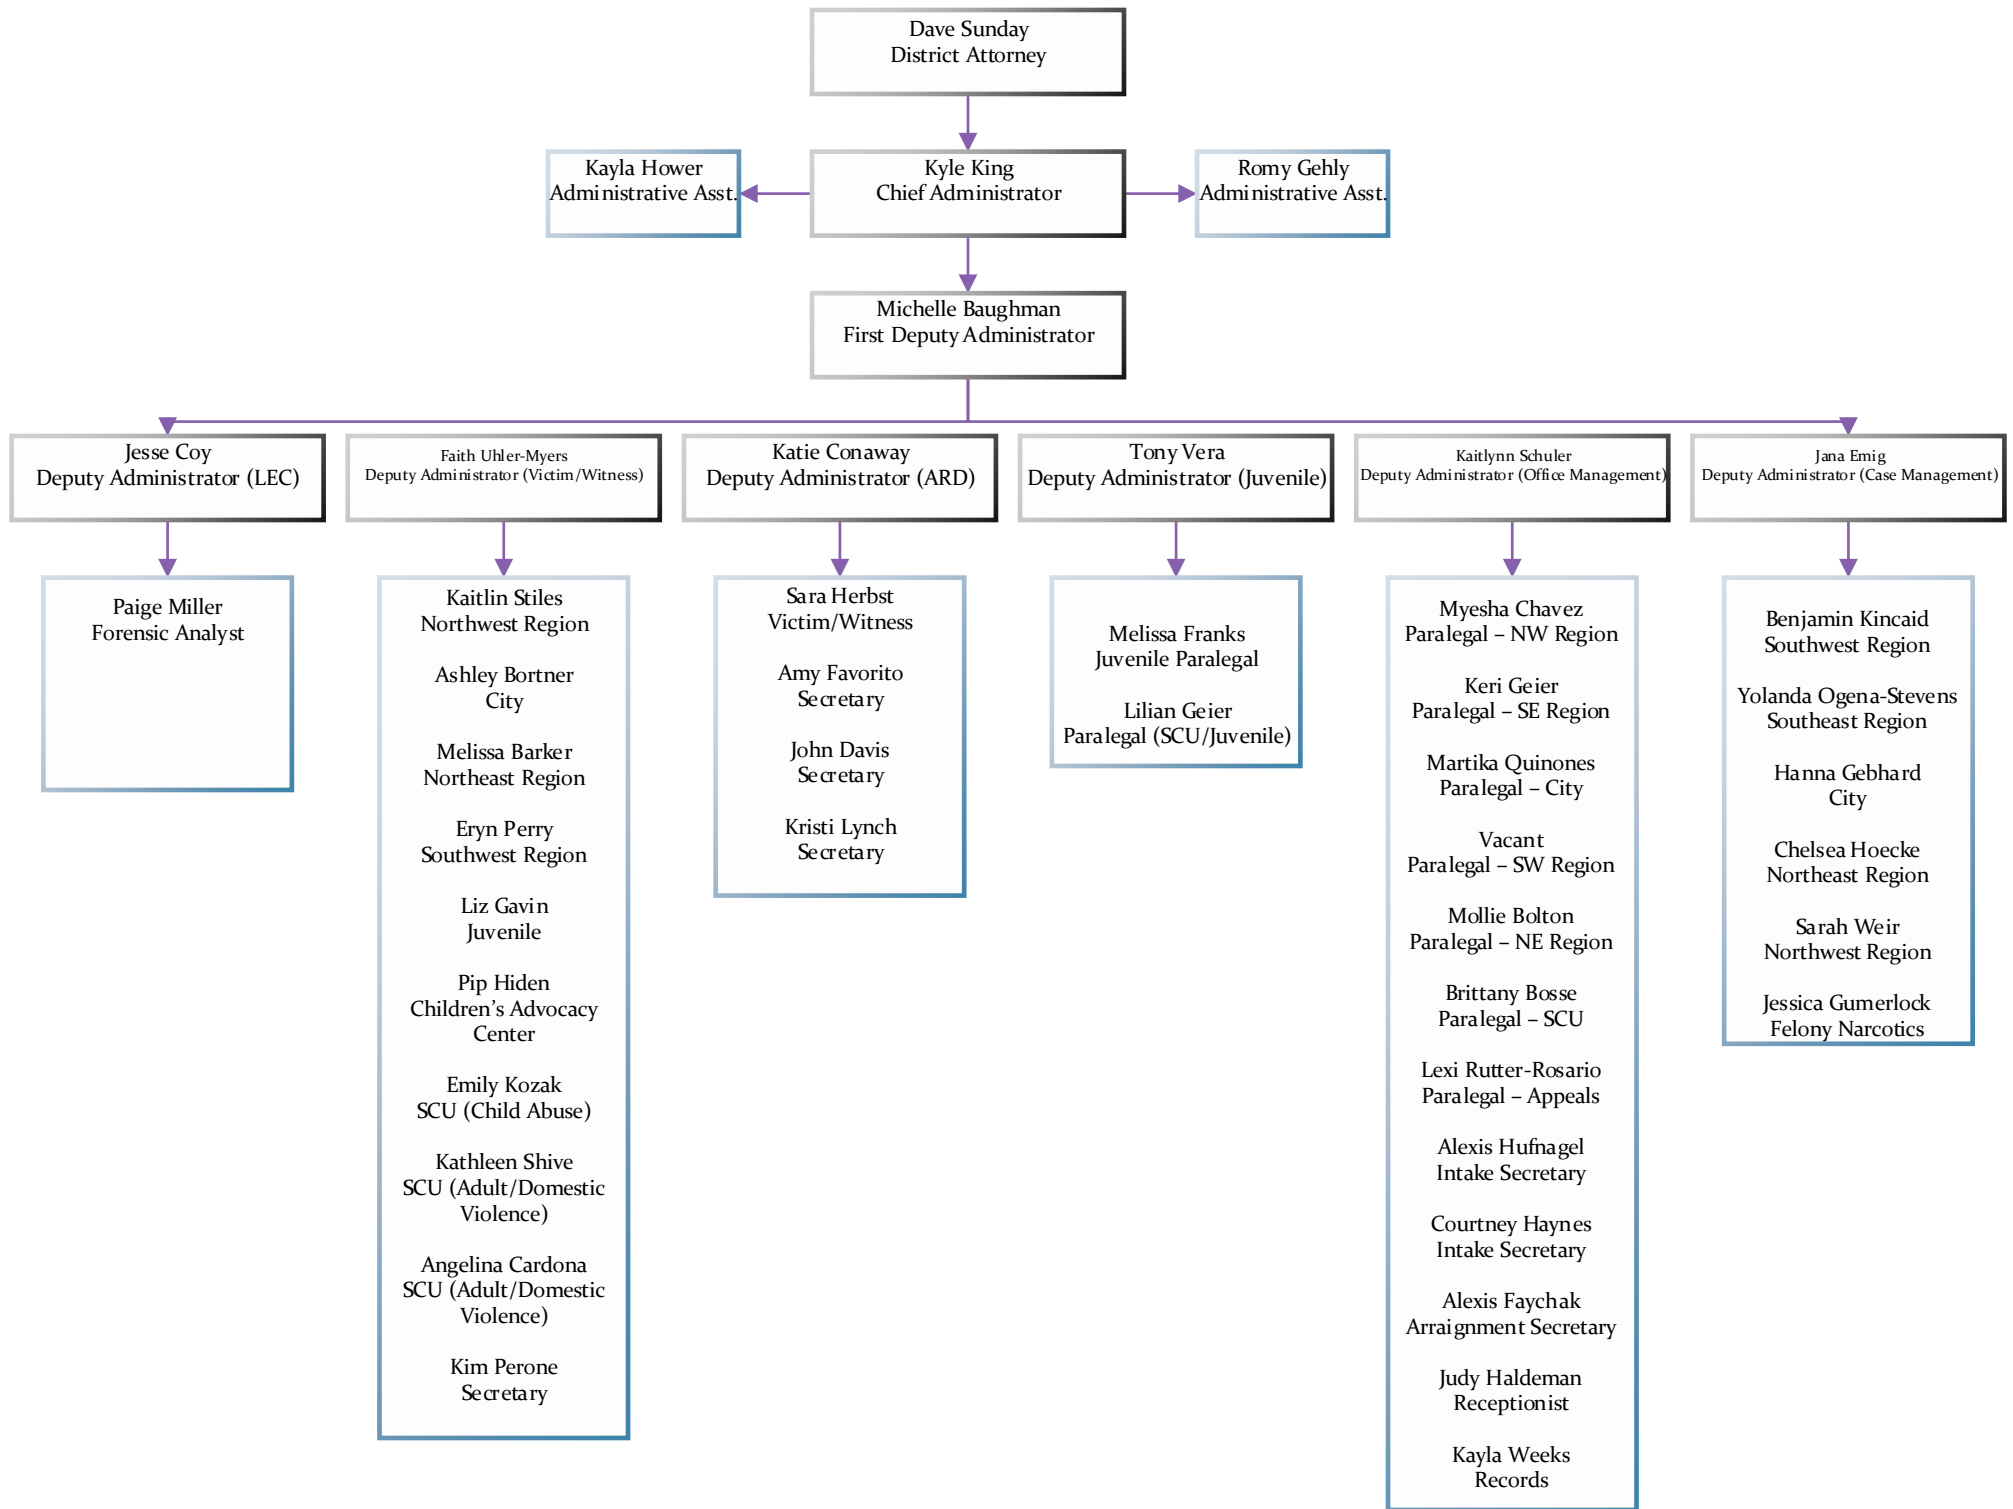 Dave Sunday
District Attorney
Kayla Hower
Administrative Asst.
Kyle King
Chief Administrator
Romy Gehly
Administrative Asst.
Michelle Baughman
First Deputy Administrator
Jesse Coy
Deputy Administrator (LEC)
Faith Uhler-Myers
Deputy Administrator (Victim/Witness)
Katie Conaway
Deputy Administrator (ARD)
Tony Vera
Deputy Administrator (Juvenile)
Kaitlynn Schuler
Deputy Administrator (Office Management)
Jana Emig
Deputy Administrator (Case Management)
Paige Miller
Forensic Analyst
Kaitlin Stiles
Northwest Region
Ashley Bortner
City
Melissa Barker
Northeast Region
Eryn Perry
Southwest Region
Liz Gavin
Juvenile
Pip Hiden
Children’s Advocacy
Center
Emily Kozak
SCU (Child Abuse)
Kathleen Shive
SCU (Adult/Domestic
Violence)
Angelina Cardona
SCU (Adult/Domestic
Violence)
Kim Perone
Secretary
Sara Herbst
Victim/Witness
Amy Favorito
Secretary
John Davis
Secretary
Kristi Lynch
Secretary
Melissa Franks
Juvenile Paralegal
Lilian Geier
Paralegal (SCU/Juvenile)
Myesha Chavez
Paralegal – NW Region
Keri Geier
Paralegal – SE Region
Martika Quinones
Paralegal – City
Vacant
Paralegal – SW Region
Mollie Bolton
Paralegal – NE Region
Brittany Bosse
Paralegal – SCU
Lexi Rutter-Rosario
Paralegal – Appeals
Alexis Hufnagel
Intake Secretary
Courtney Haynes
Intake Secretary
Alexis Faychak
Arraignment Secretary
Judy Haldeman
Receptionist
Kayla Weeks
Records
Benjamin Kincaid
Southwest Region
Yolanda Ogena-Stevens
Southeast Region
Hanna Gebhard
City
Chelsea Hoecke
Northeast Region
Sarah Weir
Northwest Region
Jessica Gumerlock
Felony Narcotics